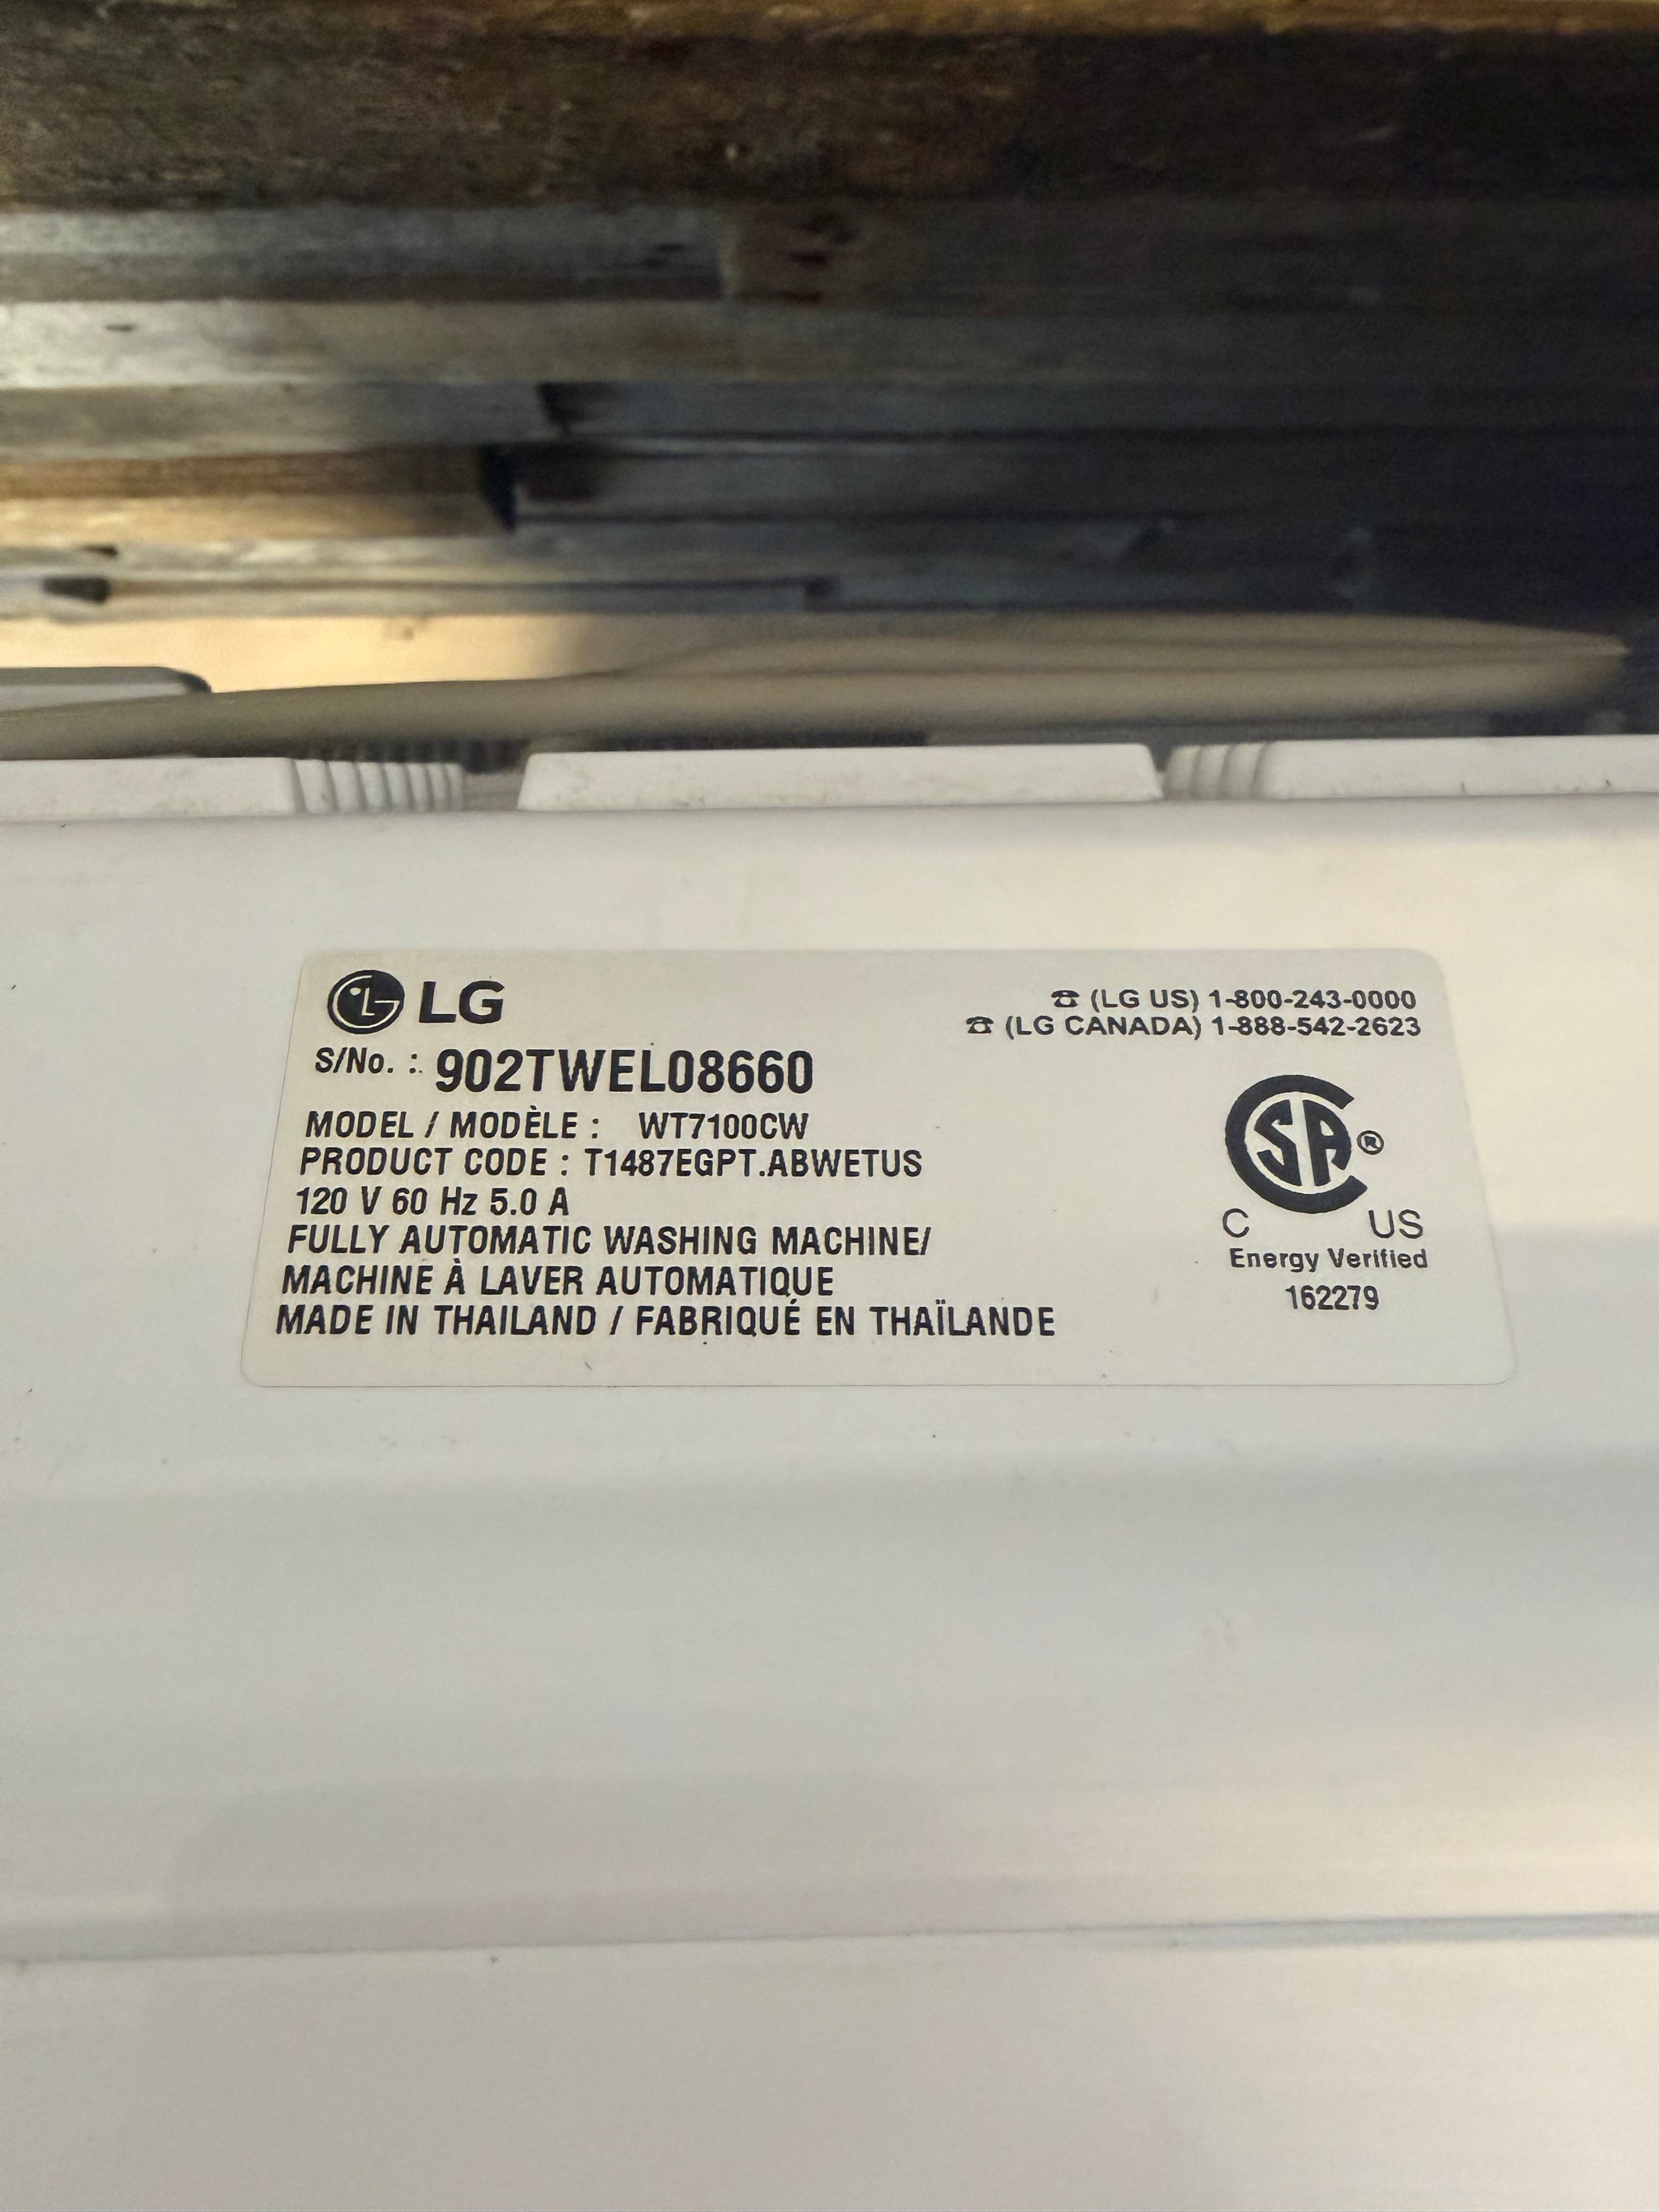 LG
(LG US) 1-800-243-0000
(LG CANADA) 1-888-542-2623
S/No. : 902TWEL08660
MODEL / MODÈLE : WT7100CW
PRODUCT CODE : T1487EGPT.ABWETUS
120 V 60 Hz 5.0 A
FULLY AUTOMATIC WASHING MACHINE/
MACHINE À LAVER AUTOMATIQUE
MADE IN THAILAND / FABRIQUÉ EN THAÏLANDE
CSA®
C US
Energy Verified
162279